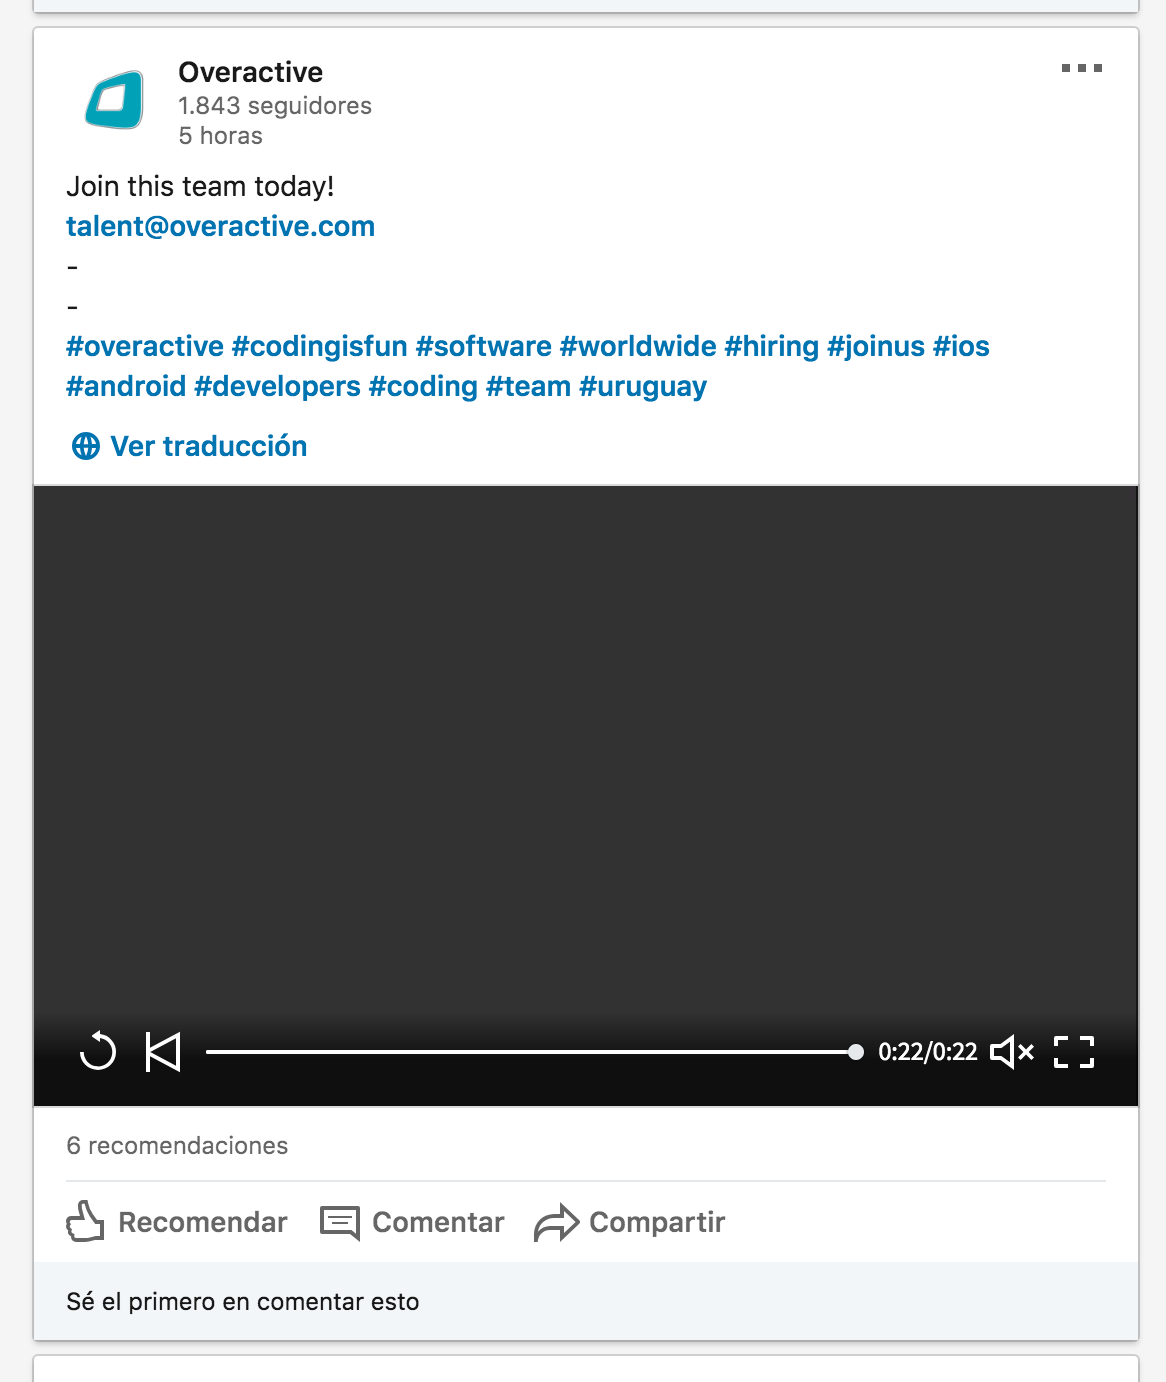 Overactive
1.843 seguidores
5 horas
Join this team today!
talent@overactive.com
-
-
#overactive #codingisfun #software #worldwide #hiring #joinus #ios
#android #developers #coding #team #uruguay
Ver traducción
0:22/0:22
6 recomendaciones
Recomendar Comentar Compartir
Sé el primero en comentar esto